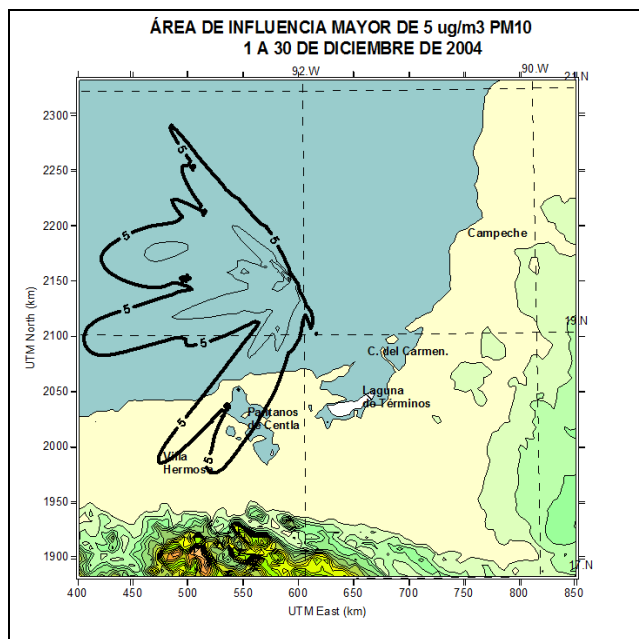 ÁREA DE INFLUENCIA MAYOR DE 5 ug/m3 PM10
1 A 30 DE DICIEMBRE DE 2004
92.W
90.W
21.N
2300
2250
2200
2150
2100
2050
2000
1950
1900
UTM North (km)
5
5
5
5
5
5
5
5
Campeche
19.N
C. del Carmen.
Laguna
de Términos
Pantanos
de Centla
Villa
Hermosa
17.N
400
450
500
550
600
650
700
750
800
850
UTM East (km)